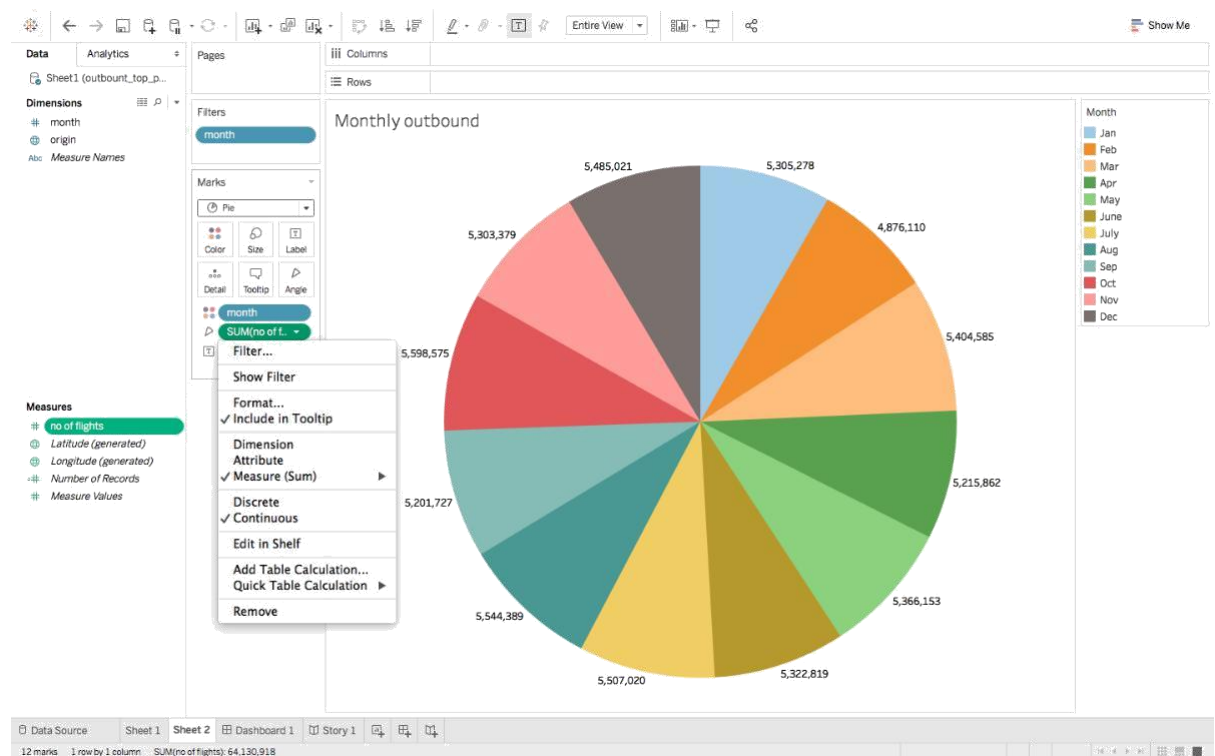 Entire View
Show Me
Data
Analytics
Sheet1 (outbount_top_p...
Dimensions
month
origin
Abc Measure Names
Measures
no of flights
Latitude (generated)
Longitude (generated)
Number of Records
Measure Values
Pages
Filters
month
Marks
Pie
Color Size Label
Detail Tooltip Angle
month
SUM(no of f...
Filter...
Show Filter
Format...
Include in Tooltip
Dimension
Attribute
Measure (Sum)
Discrete
Continuous
Edit in Shelf
Add Table Calculation...
Quick Table Calculation
Remove
iii Columns
Rows
Monthly outbound
5,485,021
5,305,278
5,303,379
4,876,110
5,404,585
5,598,575
5,215,862
5,201,727
5,366,153
5,544,389
5,322,819
5,507,020
Month
Jan
Feb
Mar
Apr
May
June
July
Aug
Sep
Oct
Nov
Dec
Data Source Sheet 1 Sheet 2 Dashboard 1 Story 1
12 marks 1 row by 1 column SUM(no of flights): 64,130,918